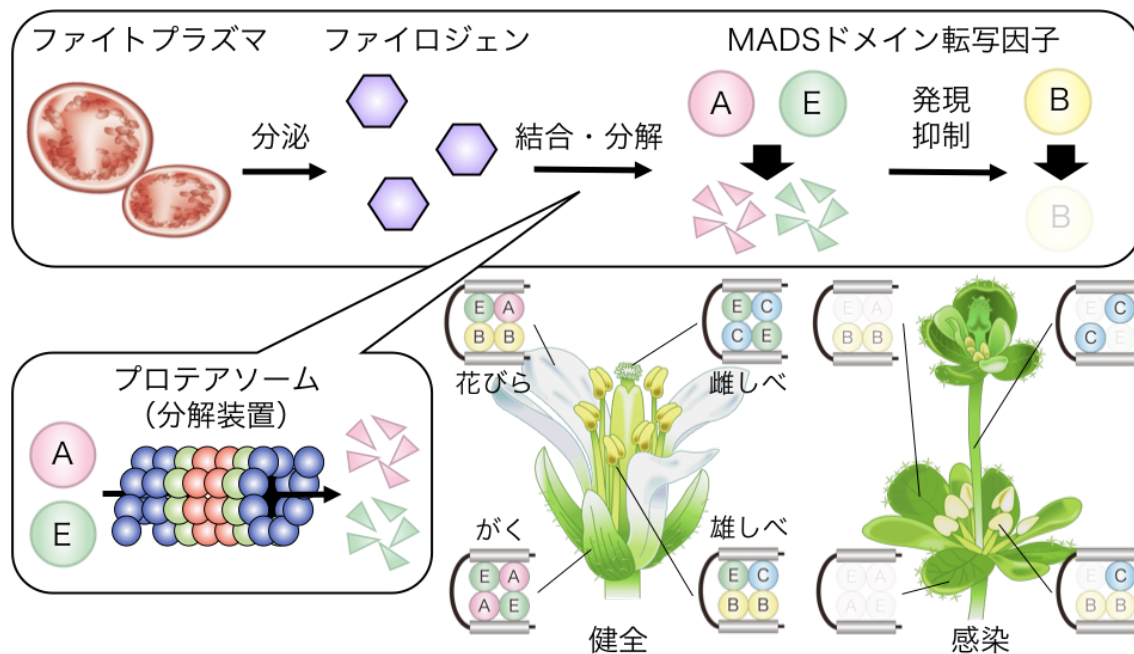 ファイトプラズマ
ファイロジェン
MADSドメイン転写因子
分泌
結合・分解
A
E
発現
抑制
B
B
プロテアソーム
（分解装置）
A
E
E A
B B
花びら
E C
C E
雌しべ
がく
E A
A E
雄しべ
E C
B B
健全
E A
B B
E C
C E
E A
A E
E C
B B
感染